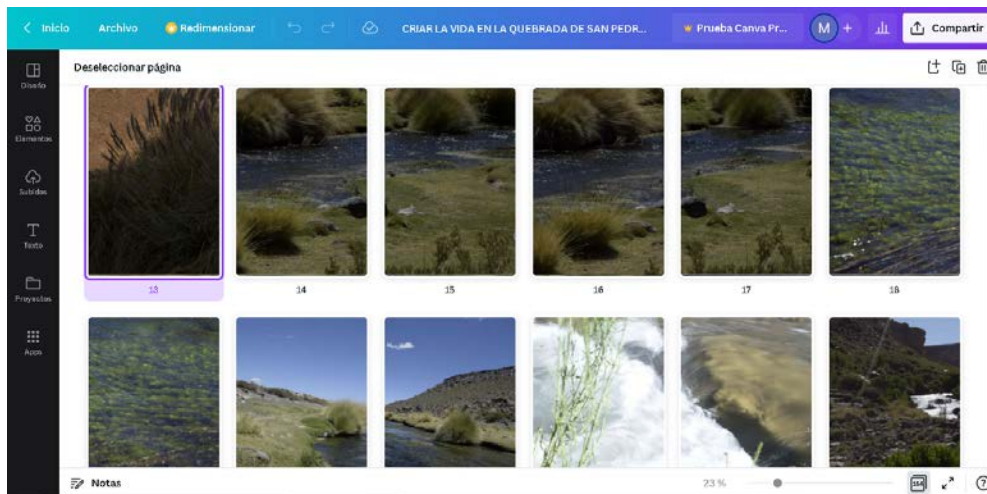 Inicio Archivo Redimensionar CRIAR LA VIDA EN LA QUEBRADA DE SAN PEDR... Prueba Canva Pr... M + Compartir
Deseleccionar página
Diseño
Elementos
Subidos
Texto
Proyectos
Apps
13 14 15 16 17 18
Notas 23 %